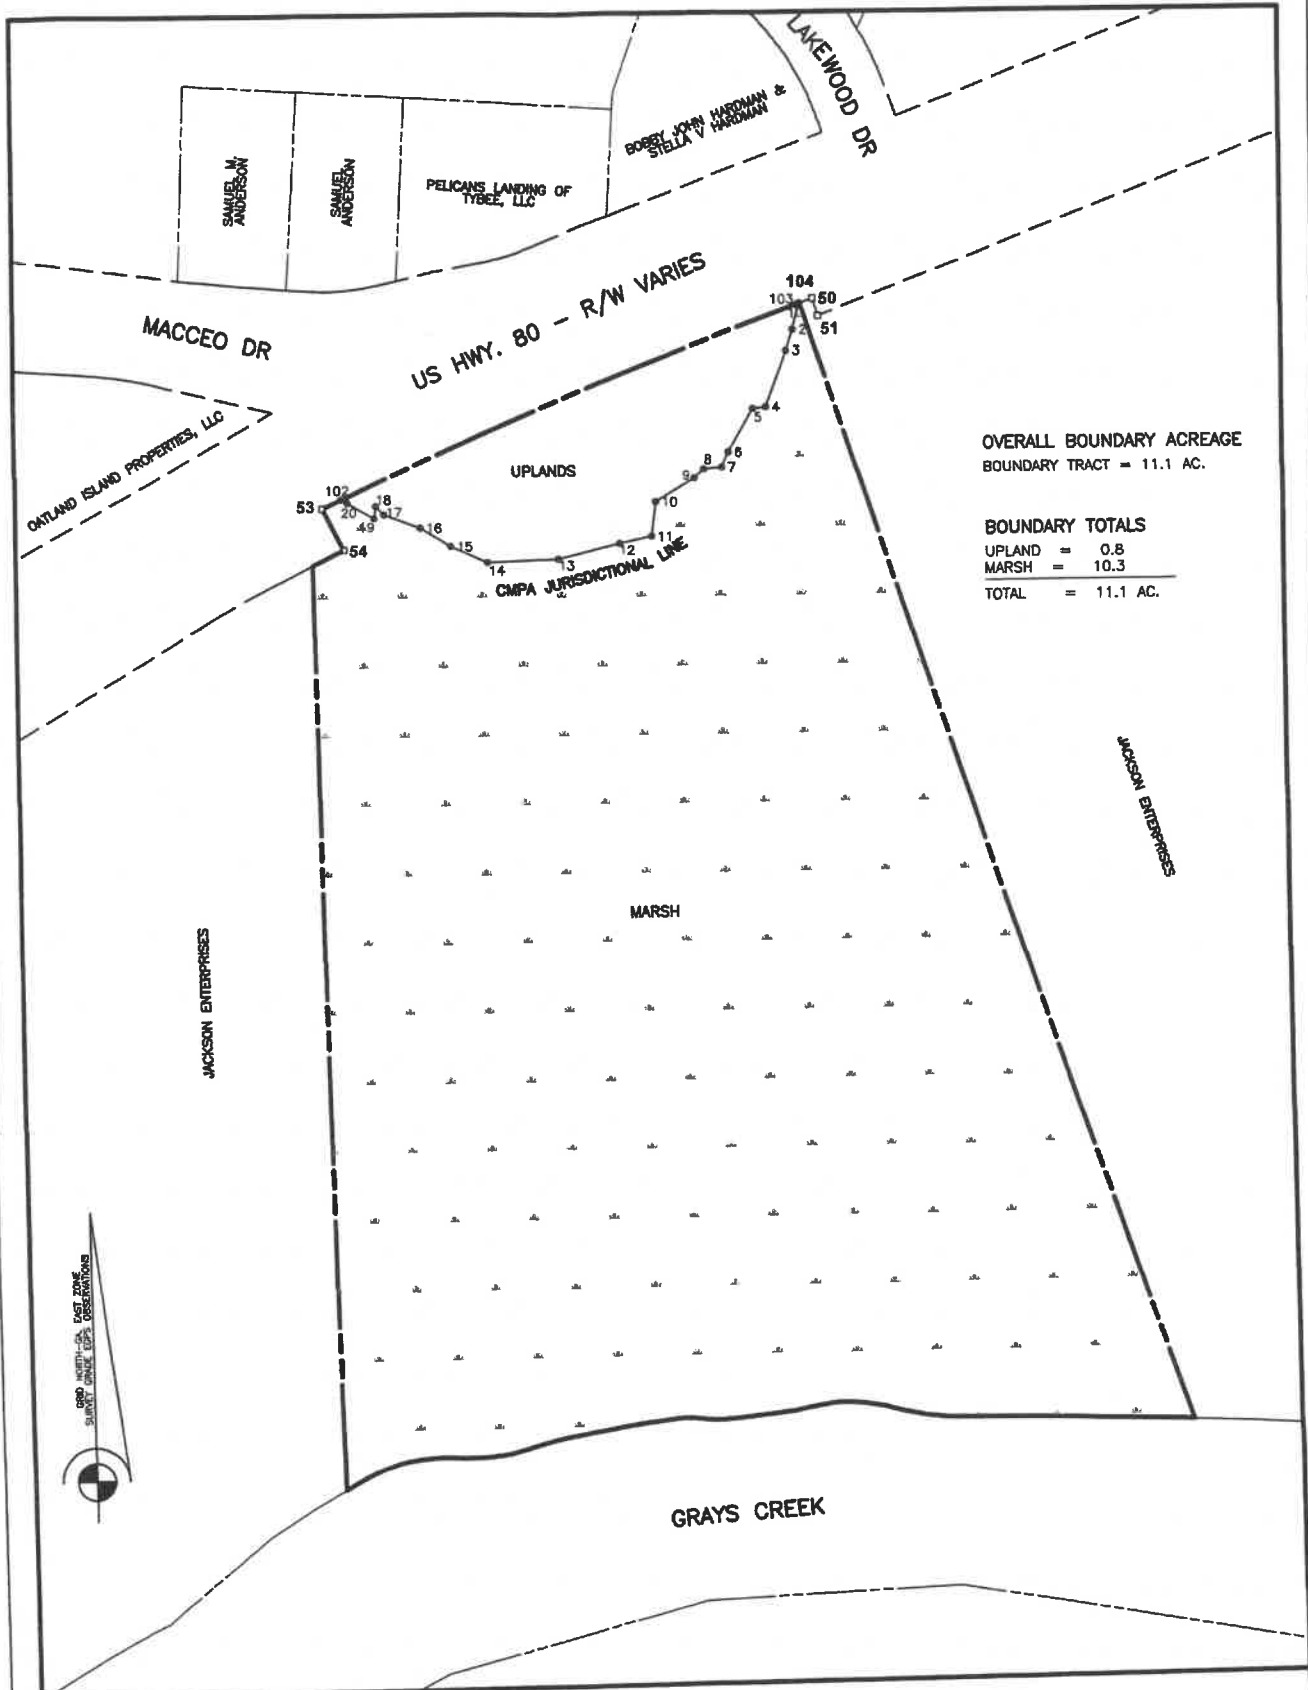 LAKEWOOD DR
BOBBY JOHN HARDMAN &
STELLA V HARDMAN
SAMUEL M.
ANDERSON
SAMUEL
ANDERSON
PELICANS LANDING OF
TYBEE, LLC
US HWY. 80 - R/W VARIES
MACCEO DR
OATLAND ISLAND PROPERTIES, LLC
104
103
50
51
2
3
4
5
6
7
8
9
10
11
12
13
14
15
16
17
18
49
20
102
53
54
UPLANDS
CMPA JURISDICTIONAL LINE
OVERALL BOUNDARY ACREAGE
BOUNDARY TRACT = 11.1 AC.
BOUNDARY TOTALS
UPLAND = 0.8
MARSH = 10.3
TOTAL = 11.1 AC.
JACKSON ENTERPRISES
MARSH
JACKSON ENTERPRISES
GRID NORTH-GA. EAST ZONE
SURVEY GRADE EGPS OBSERVATIONS
GRAYS CREEK